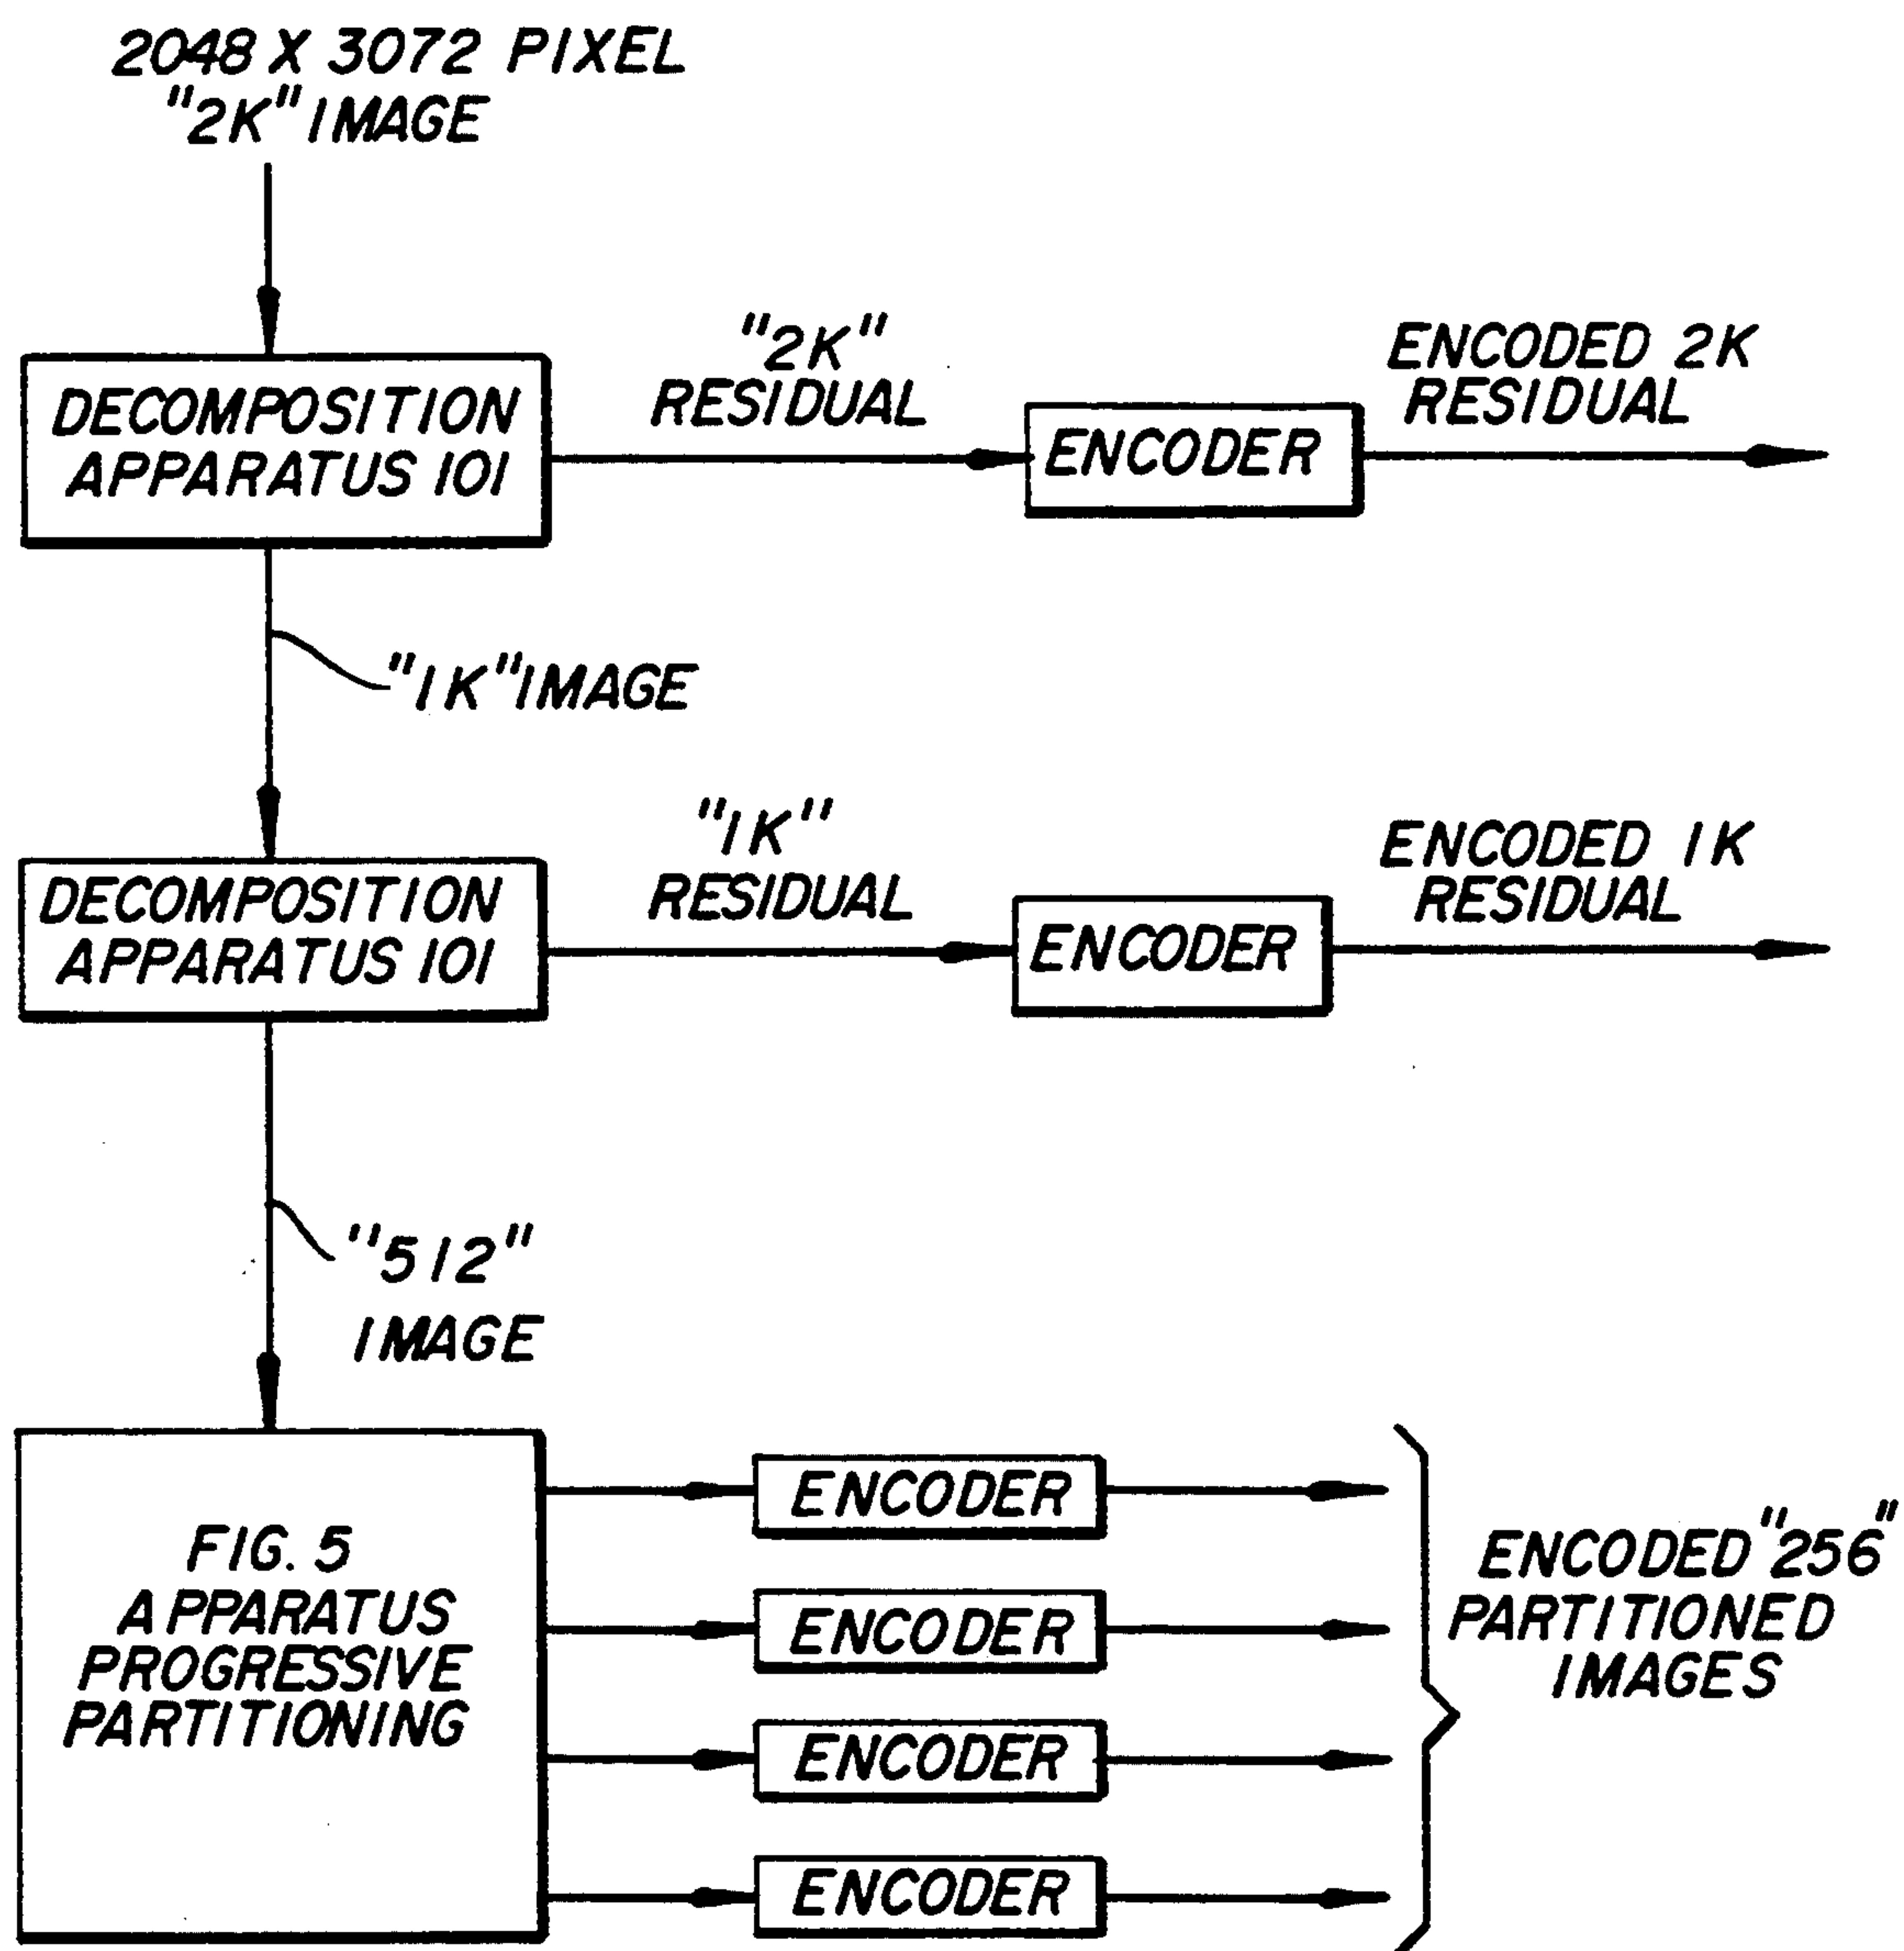 2048 X 3072 PIXEL
"2K" IMAGE
DECOMPOSITION
APPARATUS 101
"2K"
RESIDUAL
ENCODER
ENCODED 2K
RESIDUAL
"1K" IMAGE
DECOMPOSITION
APPARATUS 101
"1K"
RESIDUAL
ENCODER
ENCODED 1K
RESIDUAL
"512"
IMAGE
FIG. 5
APPARATUS
PROGRESSIVE
PARTITIONING
ENCODER
ENCODER
ENCODER
ENCODER
ENCODED "256"
PARTITIONED
IMAGES